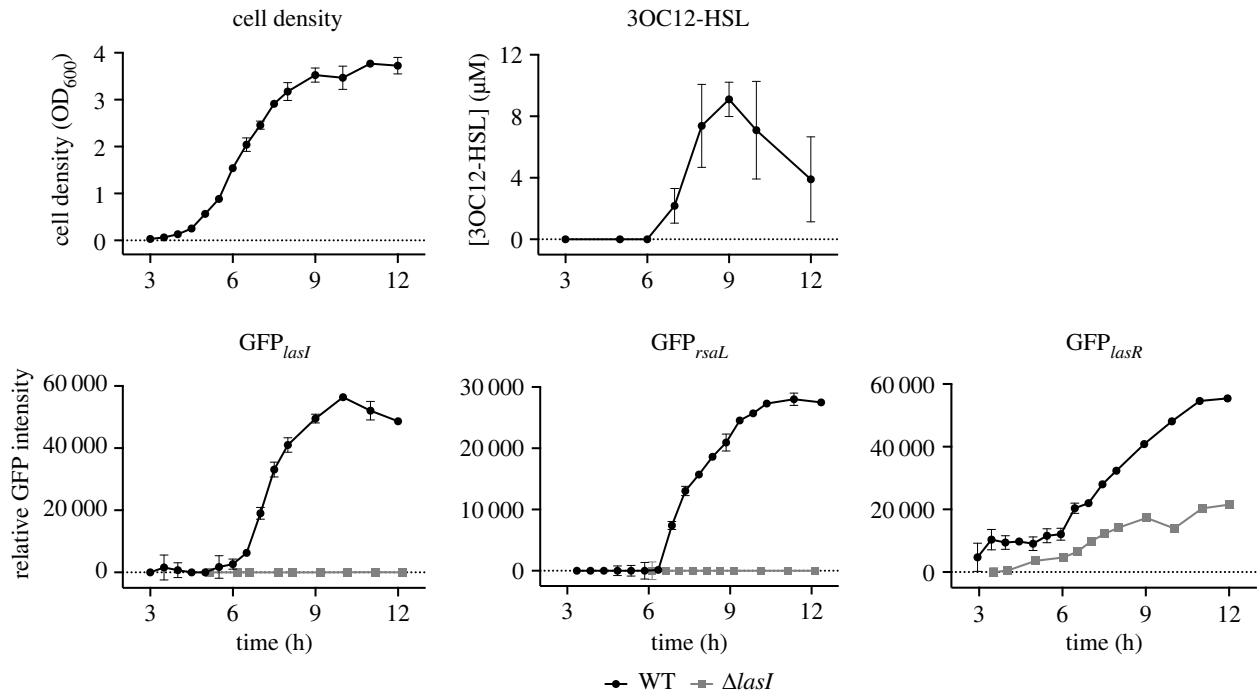 cell density
3OC12-HSL
cell density (OD600)
4
3
2
1
0
3 6 9 12
[3OC12-HSL] (μM)
12
8
4
0
3 6 9 12
GFPlasI
GFPrsaL
GFPlasR
relative GFP intensity
60 000
40 000
20 000
0
3 6 9 12
time (h)
30 000
20 000
10 000
0
3 6 9 12
time (h)
60 000
40 000
20 000
0
3 6 9 12
time (h)
WT ΔlasI